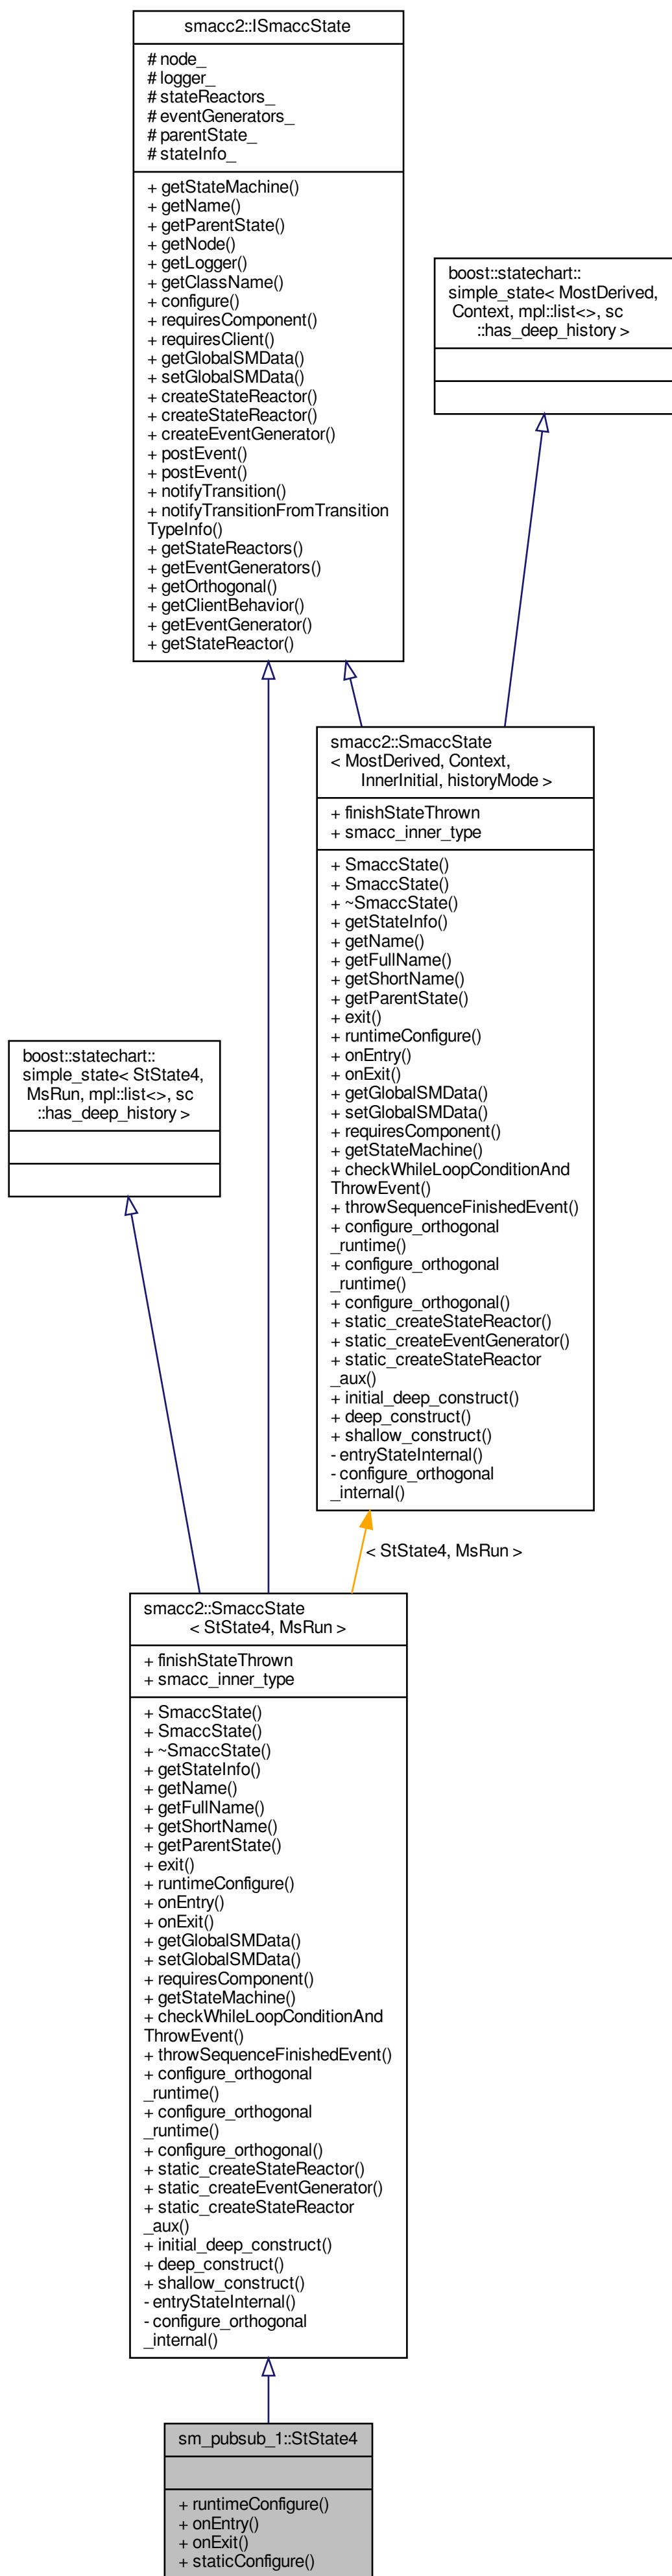 smacc2::ISmaccState
# node_
# logger_
# stateReactors_
# eventGenerators_
# parentState_
# stateInfo_
+ getStateMachine()
+ getName()
+ getParentState()
+ getNode()
+ getLogger()
+ getClassName()
+ configure()
+ requiresComponent()
+ requiresClient()
+ getGlobalSMData()
+ setGlobalSMData()
+ createStateReactor()
+ createStateReactor()
+ createEventGenerator()
+ postEvent()
+ postEvent()
+ notifyTransition()
+ notifyTransitionFromTransition
TypeInfo()
+ getStateReactors()
+ getEventGenerators()
+ getOrthogonal()
+ getClientBehavior()
+ getEventGenerator()
+ getStateReactor()
boost::statechart::
simple_state< MostDerived,
Context, mpl::list<>, sc
::has_deep_history >
smacc2::SmaccState
< MostDerived, Context,
InnerInitial, historyMode >
+ finishStateThrown
+ smacc_inner_type
+ SmaccState()
+ SmaccState()
+ ~SmaccState()
+ getStateInfo()
+ getName()
+ getFullName()
+ getShortName()
+ getParentState()
+ exit()
+ runtimeConfigure()
+ onEntry()
+ onExit()
+ getGlobalSMData()
+ setGlobalSMData()
+ requiresComponent()
+ getStateMachine()
+ checkWhileLoopConditionAnd
ThrowEvent()
+ throwSequenceFinishedEvent()
+ configure_orthogonal
_runtime()
+ configure_orthogonal
_runtime()
+ configure_orthogonal()
+ static_createStateReactor()
+ static_createEventGenerator()
+ static_createStateReactor
_aux()
+ initial_deep_construct()
+ deep_construct()
+ shallow_construct()
- entryStateInternal()
- configure_orthogonal
_internal()
boost::statechart::
simple_state< StState4,
MsRun, mpl::list<>, sc
::has_deep_history >
< StState4, MsRun >
smacc2::SmaccState
< StState4, MsRun >
+ finishStateThrown
+ smacc_inner_type
+ SmaccState()
+ SmaccState()
+ ~SmaccState()
+ getStateInfo()
+ getName()
+ getFullName()
+ getShortName()
+ getParentState()
+ exit()
+ runtimeConfigure()
+ onEntry()
+ onExit()
+ getGlobalSMData()
+ setGlobalSMData()
+ requiresComponent()
+ getStateMachine()
+ checkWhileLoopConditionAnd
ThrowEvent()
+ throwSequenceFinishedEvent()
+ configure_orthogonal
_runtime()
+ configure_orthogonal
_runtime()
+ configure_orthogonal()
+ static_createStateReactor()
+ static_createEventGenerator()
+ static_createStateReactor
_aux()
+ initial_deep_construct()
+ deep_construct()
+ shallow_construct()
- entryStateInternal()
- configure_orthogonal
_internal()
sm_pubsub_1::StState4
+ runtimeConfigure()
+ onEntry()
+ onExit()
+ staticConfigure()